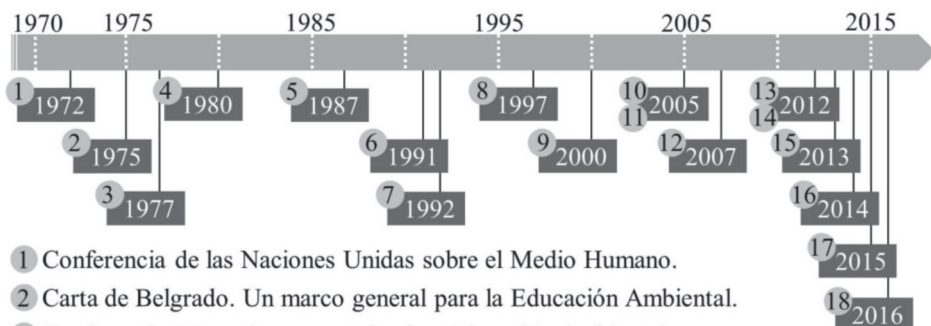 1970 1975 1985 1995 2005 2015
1 1972 4 1980 5 1987 8 1997 10 11 2005 13 14 2012
2 1975 6 1991 9 2000 12 2007 15 2013
3 1977 7 1992 16 2014
1 Conferencia de las Naciones Unidas sobre el Medio Humano.
17 2015
2 Carta de Belgrado. Un marco general para la Educación Ambiental.
18 2016